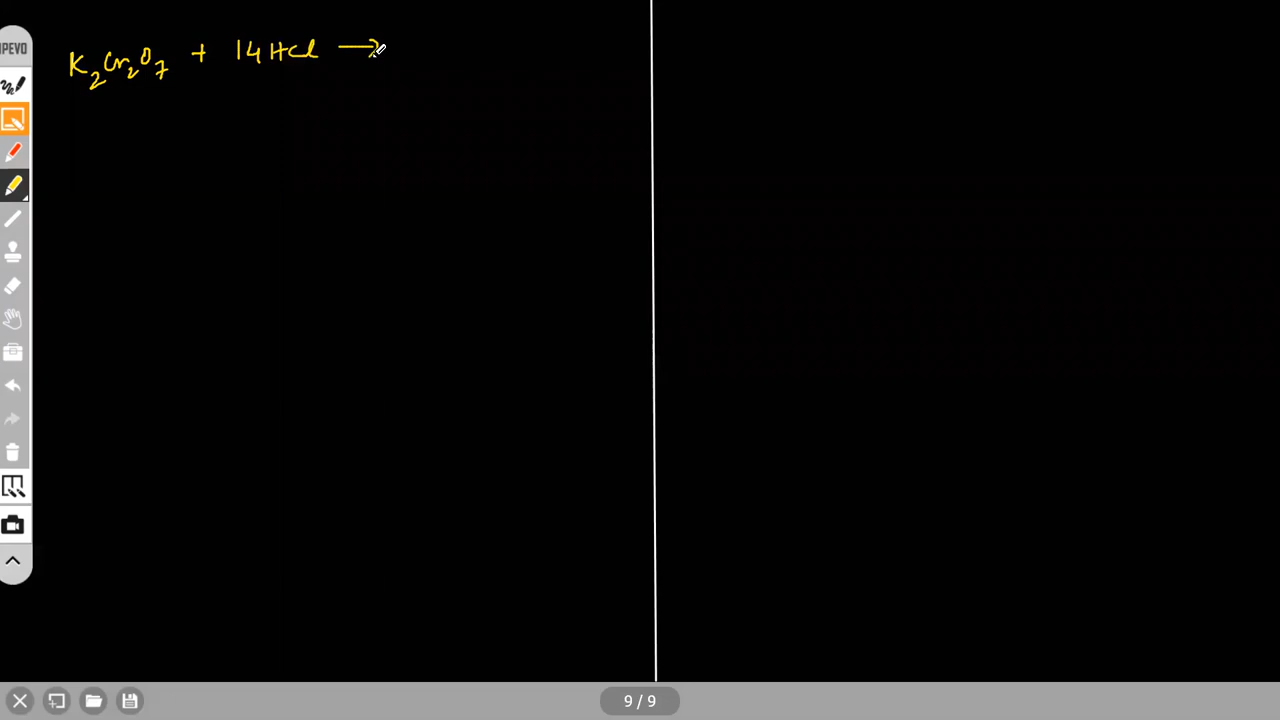 K₂Cr₂O₇ + 14HCl →
IPEVO
9 / 9